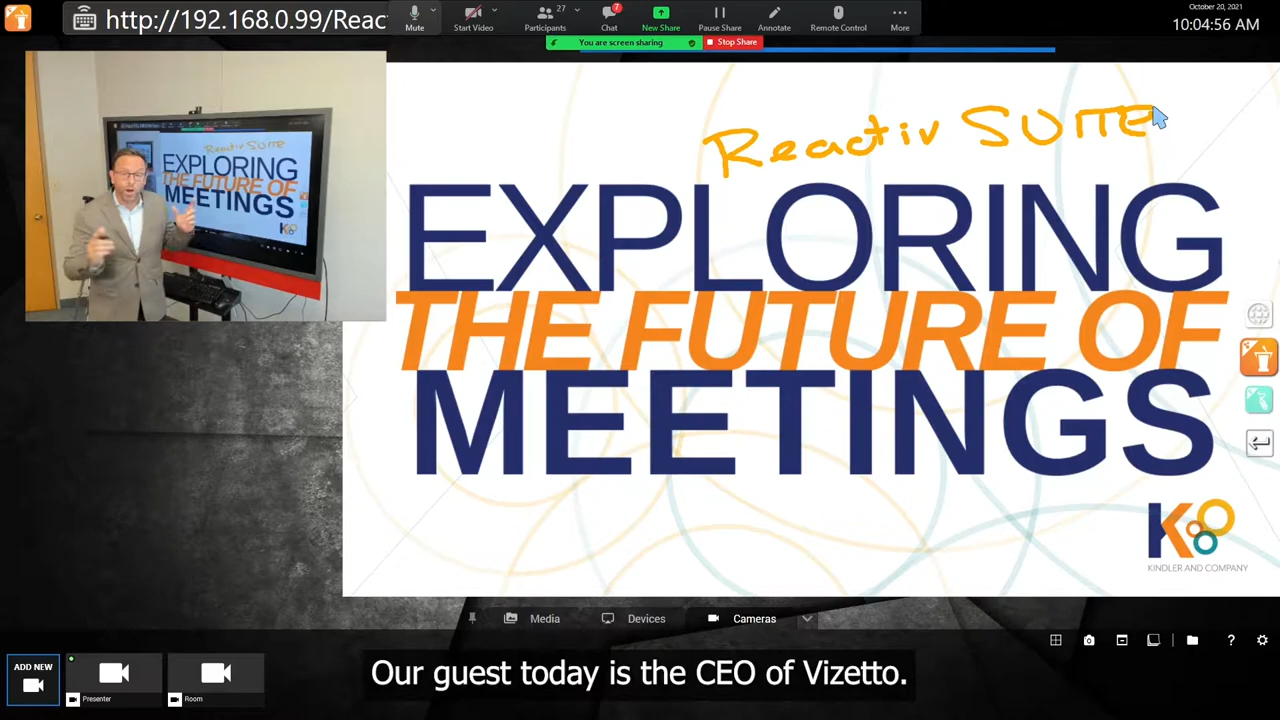 http://192.168.0.99/Reac
Mute
Start Video
27
Participants
7
Chat
New Share
Pause Share
Annotate
Remote Control
More
October 20, 2021
10:04:56 AM
You are screen sharing
Stop Share
Reactiv SUITE
EXPLORING
THE FUTURE OF
MEETINGS
K
KINDLER AND COMPANY
Reactiv SUITE
EXPLORING
THE FUTURE OF
MEETINGS
Media
Devices
Cameras
ADD NEW
Presenter
Room
Our guest today is the CEO of Vizetto.